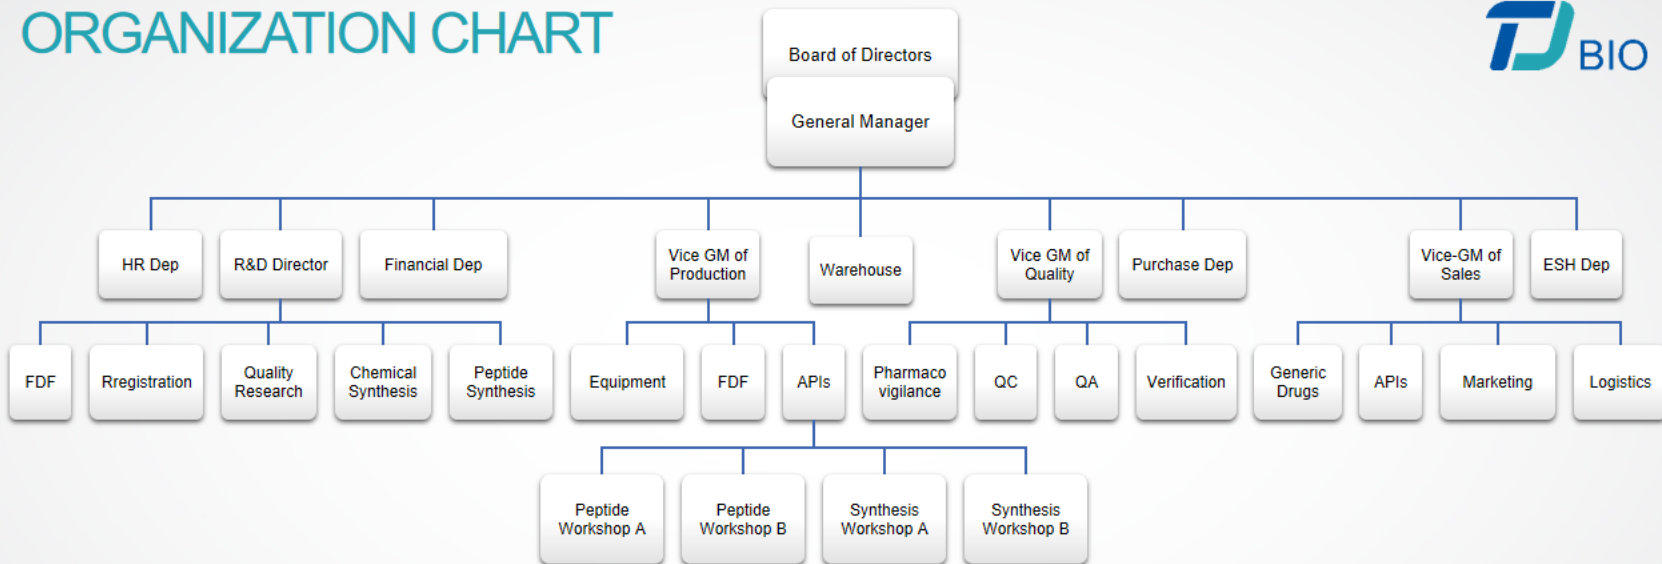 ORGANIZATION CHART
TJ BIO
Board of Directors
General Manager
HR Dep
R&D Director
Financial Dep
Vice GM of
Production
Warehouse
Vice GM of
Quality
Purchase Dep
Vice-GM of
Sales
ESH Dep
FDF
Rregistration
Quality
Research
Chemical
Synthesis
Peptide
Synthesis
Equipment
FDF
APIs
Pharmaco
vigilance
QC
QA
Verification
Generic
Drugs
APIs
Marketing
Logistics
Peptide
Workshop A
Peptide
Workshop B
Synthesis
Workshop A
Synthesis
Workshop B